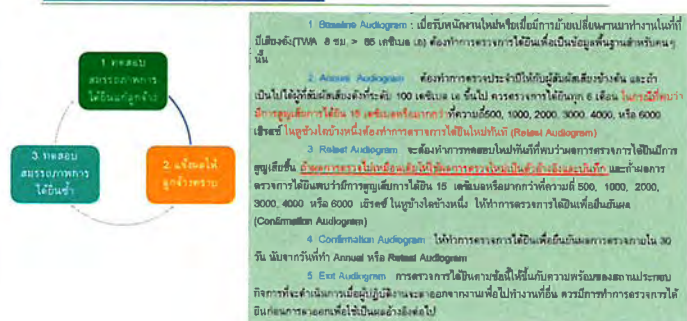 1. ทดสอบ
สมรรถภาพการ
ได้ยินแก่ลูกจ้าง
2. แจ้งผลให้
ลูกจ้างทราบ
3. ทดสอบ
สมรรถภาพการ
ได้ยินซ้ำ
1 Baseline Audiogram : เมื่อรับพนักงานใหม่หรือเมื่อมีการย้ายเปลี่ยนงานมาทำงานในที่ที่
มีเสียงดัง(TWA 8 ชม. > 85 เดซิเบล เอ) ต้องทำการตรวจการได้ยินเพื่อเป็นข้อมูลพื้นฐานสำหรับคนๆ
นั้น
2 Annual Audiogram ต้องทำการตรวจประจำปีให้กับผู้สัมผัสเสียงข้างต้น และถ้า
เป็นไปได้ผู้ที่สัมผัสเสียงดังที่ระดับ 100 เดซิเบล เอ ขึ้นไป ควรตรวจการได้ยินทุก 6 เดือน ในกรณีที่พบว่า
มีการสูญเสียการได้ยิน 15 เดซิเบลหรือมากกว่าที่ความถี่500, 1000, 2000, 3000, 4000, หรือ 6000
เฮิรตซ์ ในหูข้างใดข้างหนึ่งต้องทำการตรวจการได้ยินใหม่ทันที (Retest Audiogram)
3 Retest Audiogram จะต้องทำการทดสอบใหม่ทันทีที่พบว่าผลการตรวจการได้ยินมีการ
สูญเสียขึ้น ถ้าผลการตรวจไม่เหมือนเดิมให้ใช้ผลการตรวจใหม่เป็นตัวอ้างอิงและบันทึก และถ้าผลการ
ตรวจการได้ยินพบว่ามีการสูญเสียการได้ยิน 15 เดซิเบลหรือมากกว่าที่ความถี่ 500, 1000, 2000,
3000, 4000 หรือ 6000 เฮิรตซ์ ในหูข้างใดข้างหนึ่ง ให้ทำการตรวจการได้ยินเพื่อยืนยันผล
(Confirmation Audiogram)
4 Confirmation Audiogram ให้ทำการตรวจการได้ยินเพื่อยืนยันผลการตรวจภายใน 30
วัน นับจากวันที่ทำ Annual หรือ Retest Audiogram
5 Exit Audiogram การตรวจการได้ยินตามข้อนี้ให้ขึ้นกับความพร้อมของสถานประกอบ
กิจการที่จะดำเนินการเมื่อผู้ปฏิบัติงานจะลาออกจากงานเพื่อไปทำงานที่อื่น ควรมีการทำการตรวจการได้
ยินก่อนการลาออกเพื่อใช้เป็นผลอ้างอิงต่อไป